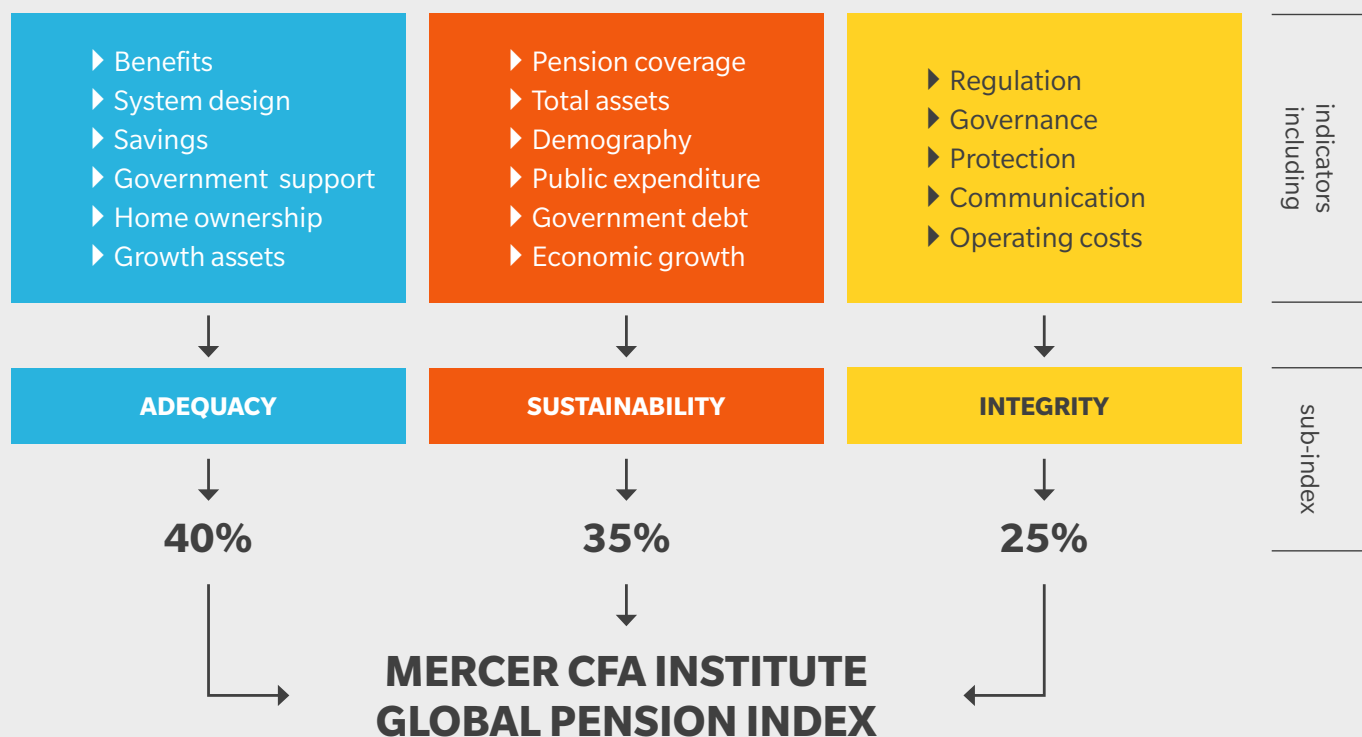 Benefits
System design
Savings
Government support
Home ownership
Growth assets
Pension coverage
Total assets
Demography
Public expenditure
Government debt
Economic growth
Regulation
Governance
Protection
Communication
Operating costs
indicators
including
ADEQUACY
SUSTAINABILITY
INTEGRITY
sub-index
40%
35%
25%
MERCER CFA INSTITUTE
GLOBAL PENSION INDEX